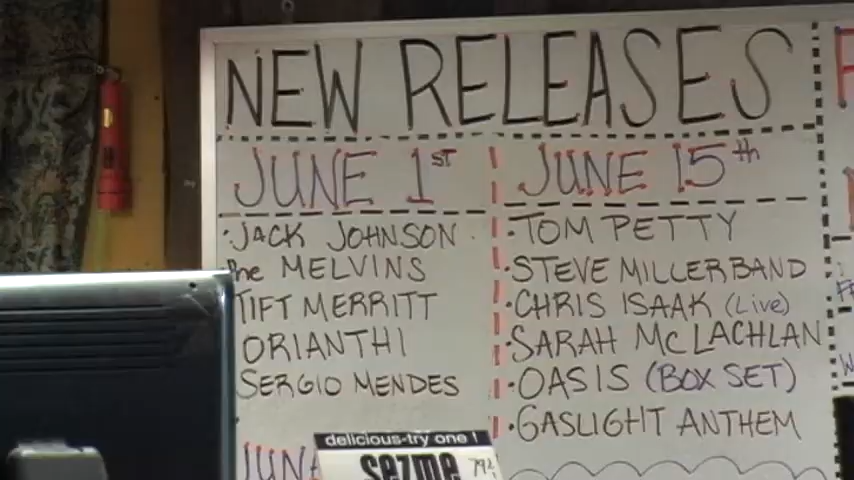 NEW RELEASES
JUNE 1ST
• JACK JOHNSON
the MELVINS
TIFT MERRITT
ORIANTHI
SERGIO MENDES
JUNE 15th
• TOM PETTY
• STEVE MILLER BAND
• CHRIS ISAAK (Live)
• SARAH McLACHLAN
• OASIS (BOX SET)
• GASLIGHT ANTHEM
JUN
delicious-try one!
sezme